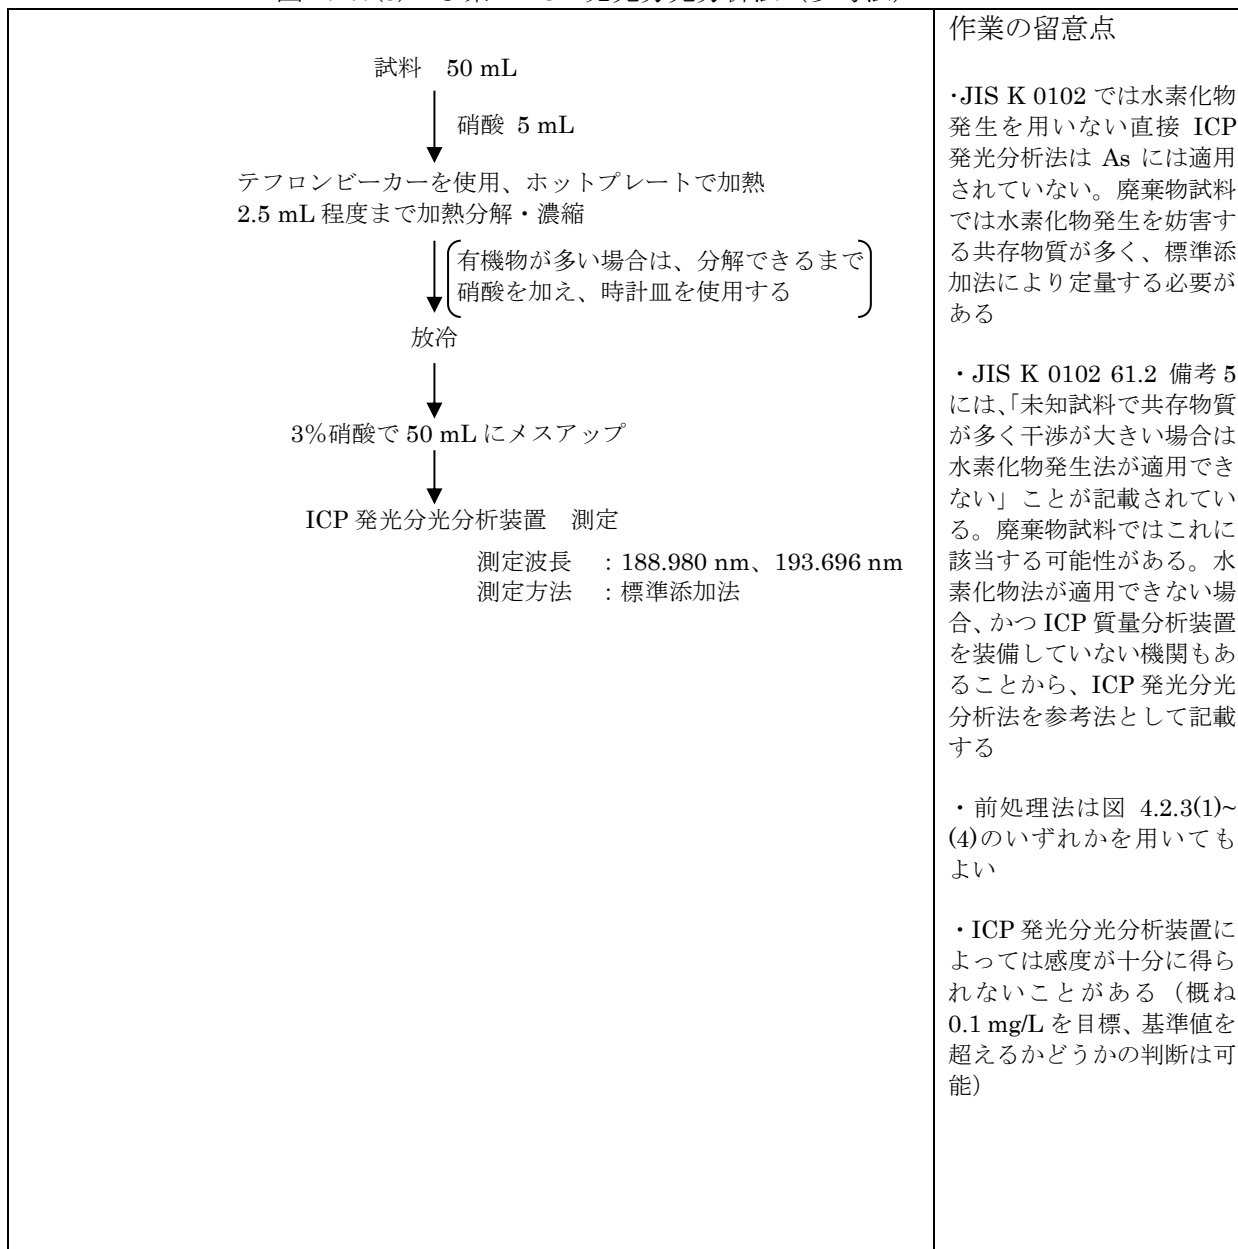 試料　50 mL
硝酸 5 mL
テフロンビーカーを使用、ホットプレートで加熱
2.5 mL 程度まで加熱分解・濃縮
有機物が多い場合は、分解できるまで
硝酸を加え、時計皿を使用する
放冷
3%硝酸で 50 mL にメスアップ
ICP 発光分光分析装置　測定
測定波長　：188.980 nm、193.696 nm
測定方法　：標準添加法
作業の留意点
・JIS K 0102 では水素化物
発生を用いない直接 ICP
発光分析法は As には適用
されていない。廃棄物試料
では水素化物発生を妨害す
る共存物質が多く、標準添
加法により定量する必要が
ある
・JIS K 0102 61.2 備考 5
には、「未知試料で共存物質
が多く干渉が大きい場合は
水素化物発生法が適用でき
ない」ことが記載されてい
る。廃棄物試料ではこれに
該当する可能性がある。水
素化物法が適用できない場
合、かつ ICP 質量分析装置
を装備していない機関もあ
ることから、ICP 発光分光
分析法を参考法として記載
する
・前処理法は図 4.2.3(1)~
(4)のいずれかを用いても
よい
・ICP 発光分光分析装置に
よっては感度が十分に得ら
れないことがある（概ね
0.1 mg/L を目標、基準値を
超えるかどうかの判断は可
能）